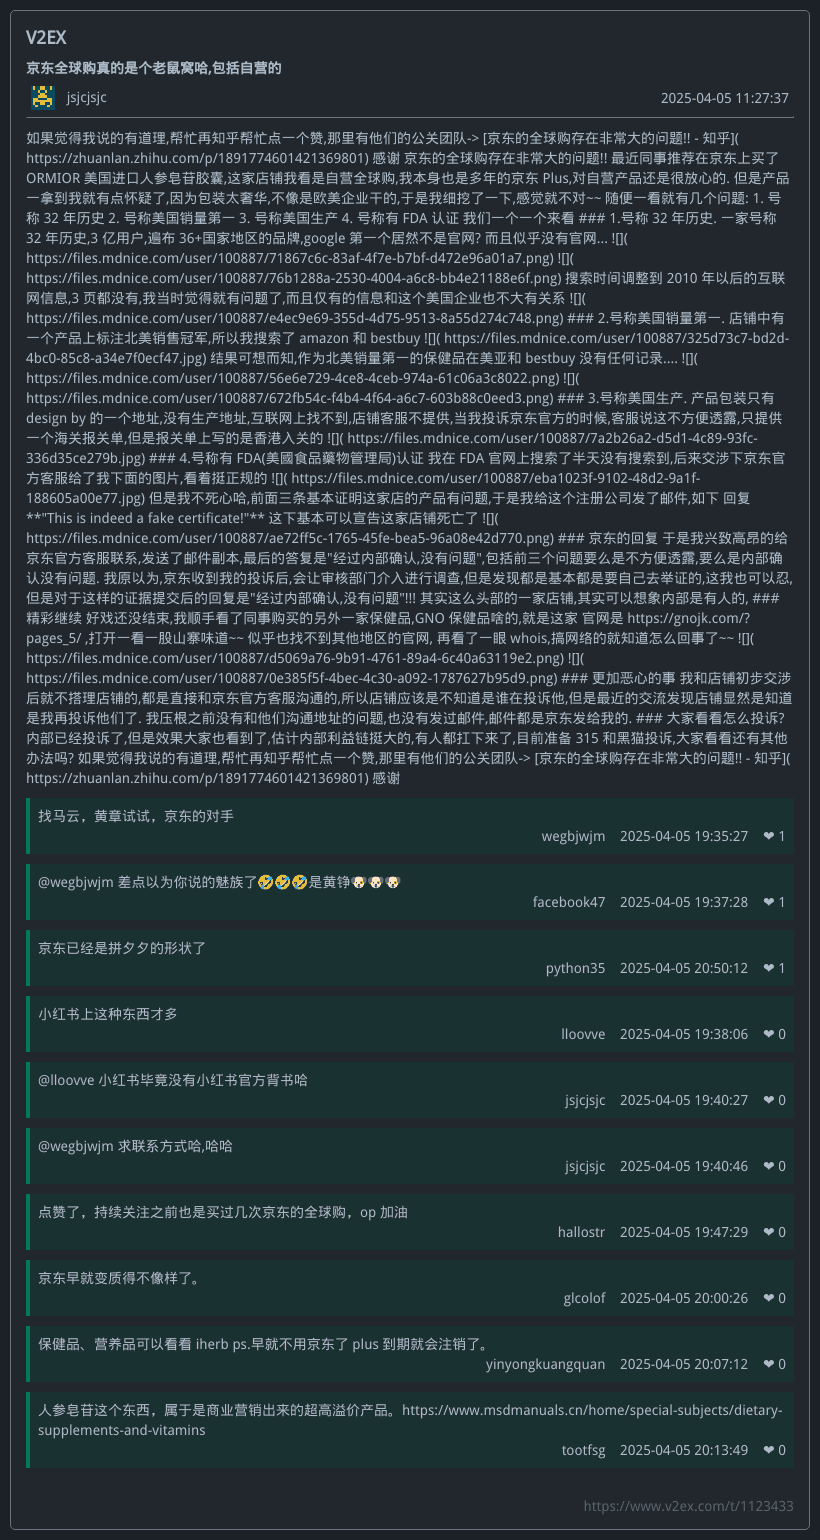 V2EX
京东全球购真的是个老鼠窝哈,包括自营的
jsjcjsjc 2025-04-05 11:27:37
如果觉得我说的有道理,帮忙再知乎帮忙点一个赞,那里有他们的公关团队-> [京东的全球购存在非常大的问题!! - 知乎](
https://zhuanlan.zhihu.com/p/1891774601421369801) 感谢 京东的全球购存在非常大的问题!! 最近同事推荐在京东上买了
ORMIOR 美国进口人参皂苷胶囊,这家店铺我看是自营全球购,我本身也是多年的京东 Plus,对自营产品还是很放心的. 但是产品
一拿到我就有点怀疑了,因为包装太奢华,不像是欧美企业干的,于是我细挖了一下,感觉就不对~~ 随便一看就有几个问题: 1. 号
称 32 年历史 2. 号称美国销量第一 3. 号称美国生产 4. 号称有 FDA 认证 我们一个一个来看 ### 1.号称 32 年历史. 一家号称
32 年历史,3 亿用户,遍布 36+国家地区的品牌,google 第一个居然不是官网? 而且似乎没有官网... ![](
https://files.mdnice.com/user/100887/71867c6c-83af-4f7e-b7bf-d472e96a01a7.png) ![](
https://files.mdnice.com/user/100887/76b1288a-2530-4004-a6c8-bb4e21188e6f.png) 搜索时间调整到 2010 年以后的互联
网信息,3 页都没有,我当时觉得就有问题了,而且仅有的信息和这个美国企业也不大有关系 ![](
https://files.mdnice.com/user/100887/e4ec9e69-355d-4d75-9513-8a55d274c748.png) ### 2.号称美国销量第一. 店铺中有
一个产品上标注北美销售冠军,所以我搜索了 amazon 和 bestbuy ![]( https://files.mdnice.com/user/100887/325d73c7-bd2d-
4bc0-85c8-a34e7f0ecf47.jpg) 结果可想而知,作为北美销量第一的保健品在美亚和 bestbuy 没有任何记录.... ![](
https://files.mdnice.com/user/100887/56e6e729-4ce8-4ceb-974a-61c06a3c8022.png) ![](
https://files.mdnice.com/user/100887/672fb54c-f4b4-4f64-a6c7-603b88c0eed3.png) ### 3.号称美国生产. 产品包装只有
design by 的一个地址,没有生产地址,互联网上找不到,店铺客服不提供,当我投诉京东官方的时候,客服说这不方便透露,只提供
一个海关报关单,但是报关单上写的是香港入关的 ![]( https://files.mdnice.com/user/100887/7a2b26a2-d5d1-4c89-93fc-
336d35ce279b.jpg) ### 4.号称有 FDA(美國食品藥物管理局)认证 我在 FDA 官网上搜索了半天没有搜索到,后来交涉下京东官
方客服给了我下面的图片,看着挺正规的 ![]( https://files.mdnice.com/user/100887/eba1023f-9102-48d2-9a1f-
188605a00e77.jpg) 但是我不死心哈,前面三条基本证明这家店的产品有问题,于是我给这个注册公司发了邮件,如下 回复
**"This is indeed a fake certificate!"** 这下基本可以宣告这家店铺死亡了 ![](
https://files.mdnice.com/user/100887/ae72ff5c-1765-45fe-bea5-96a08e42d770.png) ### 京东的回复 于是我兴致高昂的给
京东官方客服联系,发送了邮件副本,最后的答复是"经过内部确认,没有问题",包括前三个问题要么是不方便透露,要么是内部确
认没有问题. 我原以为,京东收到我的投诉后,会让审核部门介入进行调查,但是发现都是基本都是要自己去举证的,这我也可以忍,
但是对于这样的证据提交后的回复是"经过内部确认,没有问题"!!! 其实这么头部的一家店铺,其实可以想象内部是有人的, ###
精彩继续 好戏还没结束,我顺手看了同事购买的另外一家保健品,GNO 保健品啥的,就是这家 官网是 https://gnojk.com/?
pages_5/ ,打开一看一股山寨味道~~ 似乎也找不到其他地区的官网, 再看了一眼 whois,搞网络的就知道怎么回事了~~ ![](
https://files.mdnice.com/user/100887/d5069a76-9b91-4761-89a4-6c40a63119e2.png) ![](
https://files.mdnice.com/user/100887/0e385f5f-4bec-4c30-a092-1787627b95d9.png) ### 更加恶心的事 我和店铺初步交涉
后就不搭理店铺的,都是直接和京东官方客服沟通的,所以店铺应该是不知道是谁在投诉他,但是最近的交流发现店铺显然是知道
是我再投诉他们了. 我压根之前没有和他们沟通地址的问题,也没有发过邮件,邮件都是京东发给我的. ### 大家看看怎么投诉?
内部已经投诉了,但是效果大家也看到了,估计内部利益链挺大的,有人都扛下来了,目前准备 315 和黑猫投诉,大家看看还有其他
办法吗? 如果觉得我说的有道理,帮忙再知乎帮忙点一个赞,那里有他们的公关团队-> [京东的全球购存在非常大的问题!! - 知乎](
https://zhuanlan.zhihu.com/p/1891774601421369801) 感谢
找马云，黄章试试，京东的对手
wegbjwjm 2025-04-05 19:35:27 ❤ 1
@wegbjwjm 差点以为你说的魅族了🤣🤣🤣是黄铮🐶🐶🐶
facebook47 2025-04-05 19:37:28 ❤ 1
京东已经是拼夕夕的形状了
python35 2025-04-05 20:50:12 ❤ 1
小红书上这种东西才多
lloovve 2025-04-05 19:38:06 ❤ 0
@lloovve 小红书毕竟没有小红书官方背书哈
jsjcjsjc 2025-04-05 19:40:27 ❤ 0
@wegbjwjm 求联系方式哈,哈哈
jsjcjsjc 2025-04-05 19:40:46 ❤ 0
点赞了，持续关注之前也是买过几次京东的全球购，op 加油
hallostr 2025-04-05 19:47:29 ❤ 0
京东早就变质得不像样了。
glcolof 2025-04-05 20:00:26 ❤ 0
保健品、营养品可以看看 iherb ps.早就不用京东了 plus 到期就会注销了。
yinyongkuangquan 2025-04-05 20:07:12 ❤ 0
人参皂苷这个东西，属于是商业营销出来的超高溢价产品。https://www.msdmanuals.cn/home/special-subjects/dietary-
supplements-and-vitamins
tootfsg 2025-04-05 20:13:49 ❤ 0
https://www.v2ex.com/t/1123433